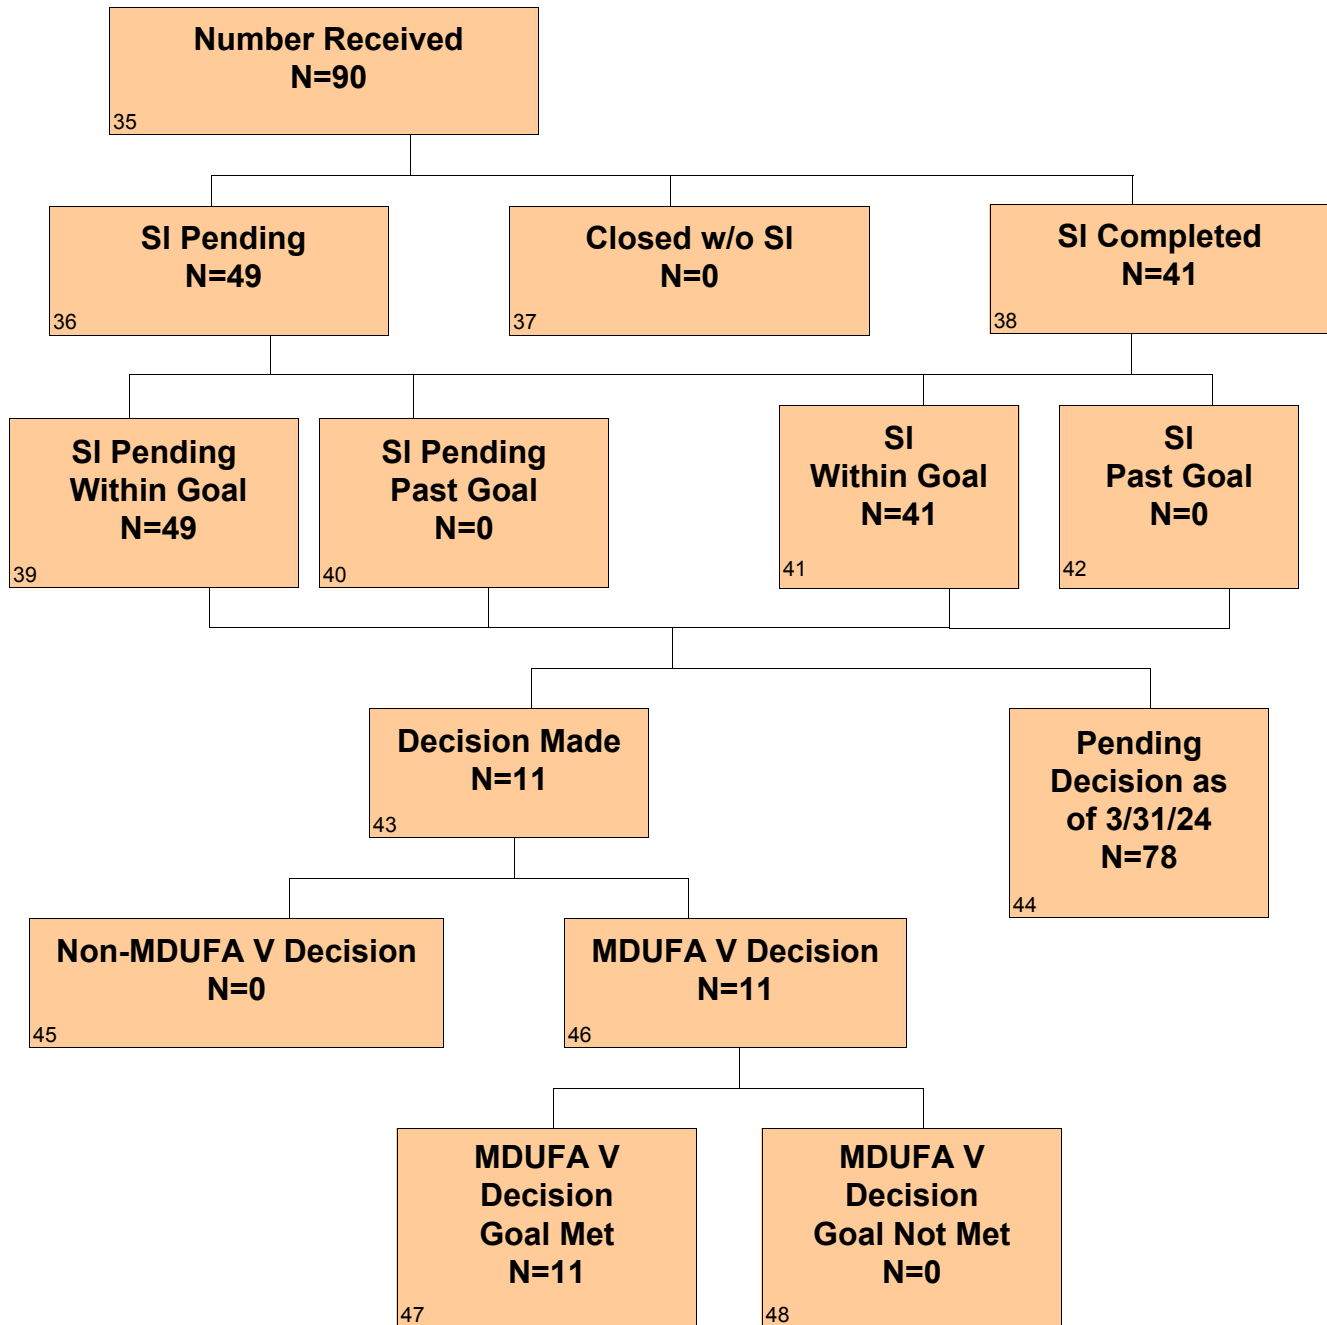 Number Received
N=90
35
SI Pending
N=49
36
Closed w/o SI
N=0
37
SI Completed
N=41
38
SI Pending
Within Goal
N=49
39
SI Pending
Past Goal
N=0
40
SI
Within Goal
N=41
41
SI
Past Goal
N=0
42
Decision Made
N=11
43
Pending
Decision as
of 3/31/24
N=78
44
Non-MDUFA V Decision
N=0
45
MDUFA V Decision
N=11
46
MDUFA V
Decision
Goal Met
N=11
47
MDUFA V
Decision
Goal Not Met
N=0
48